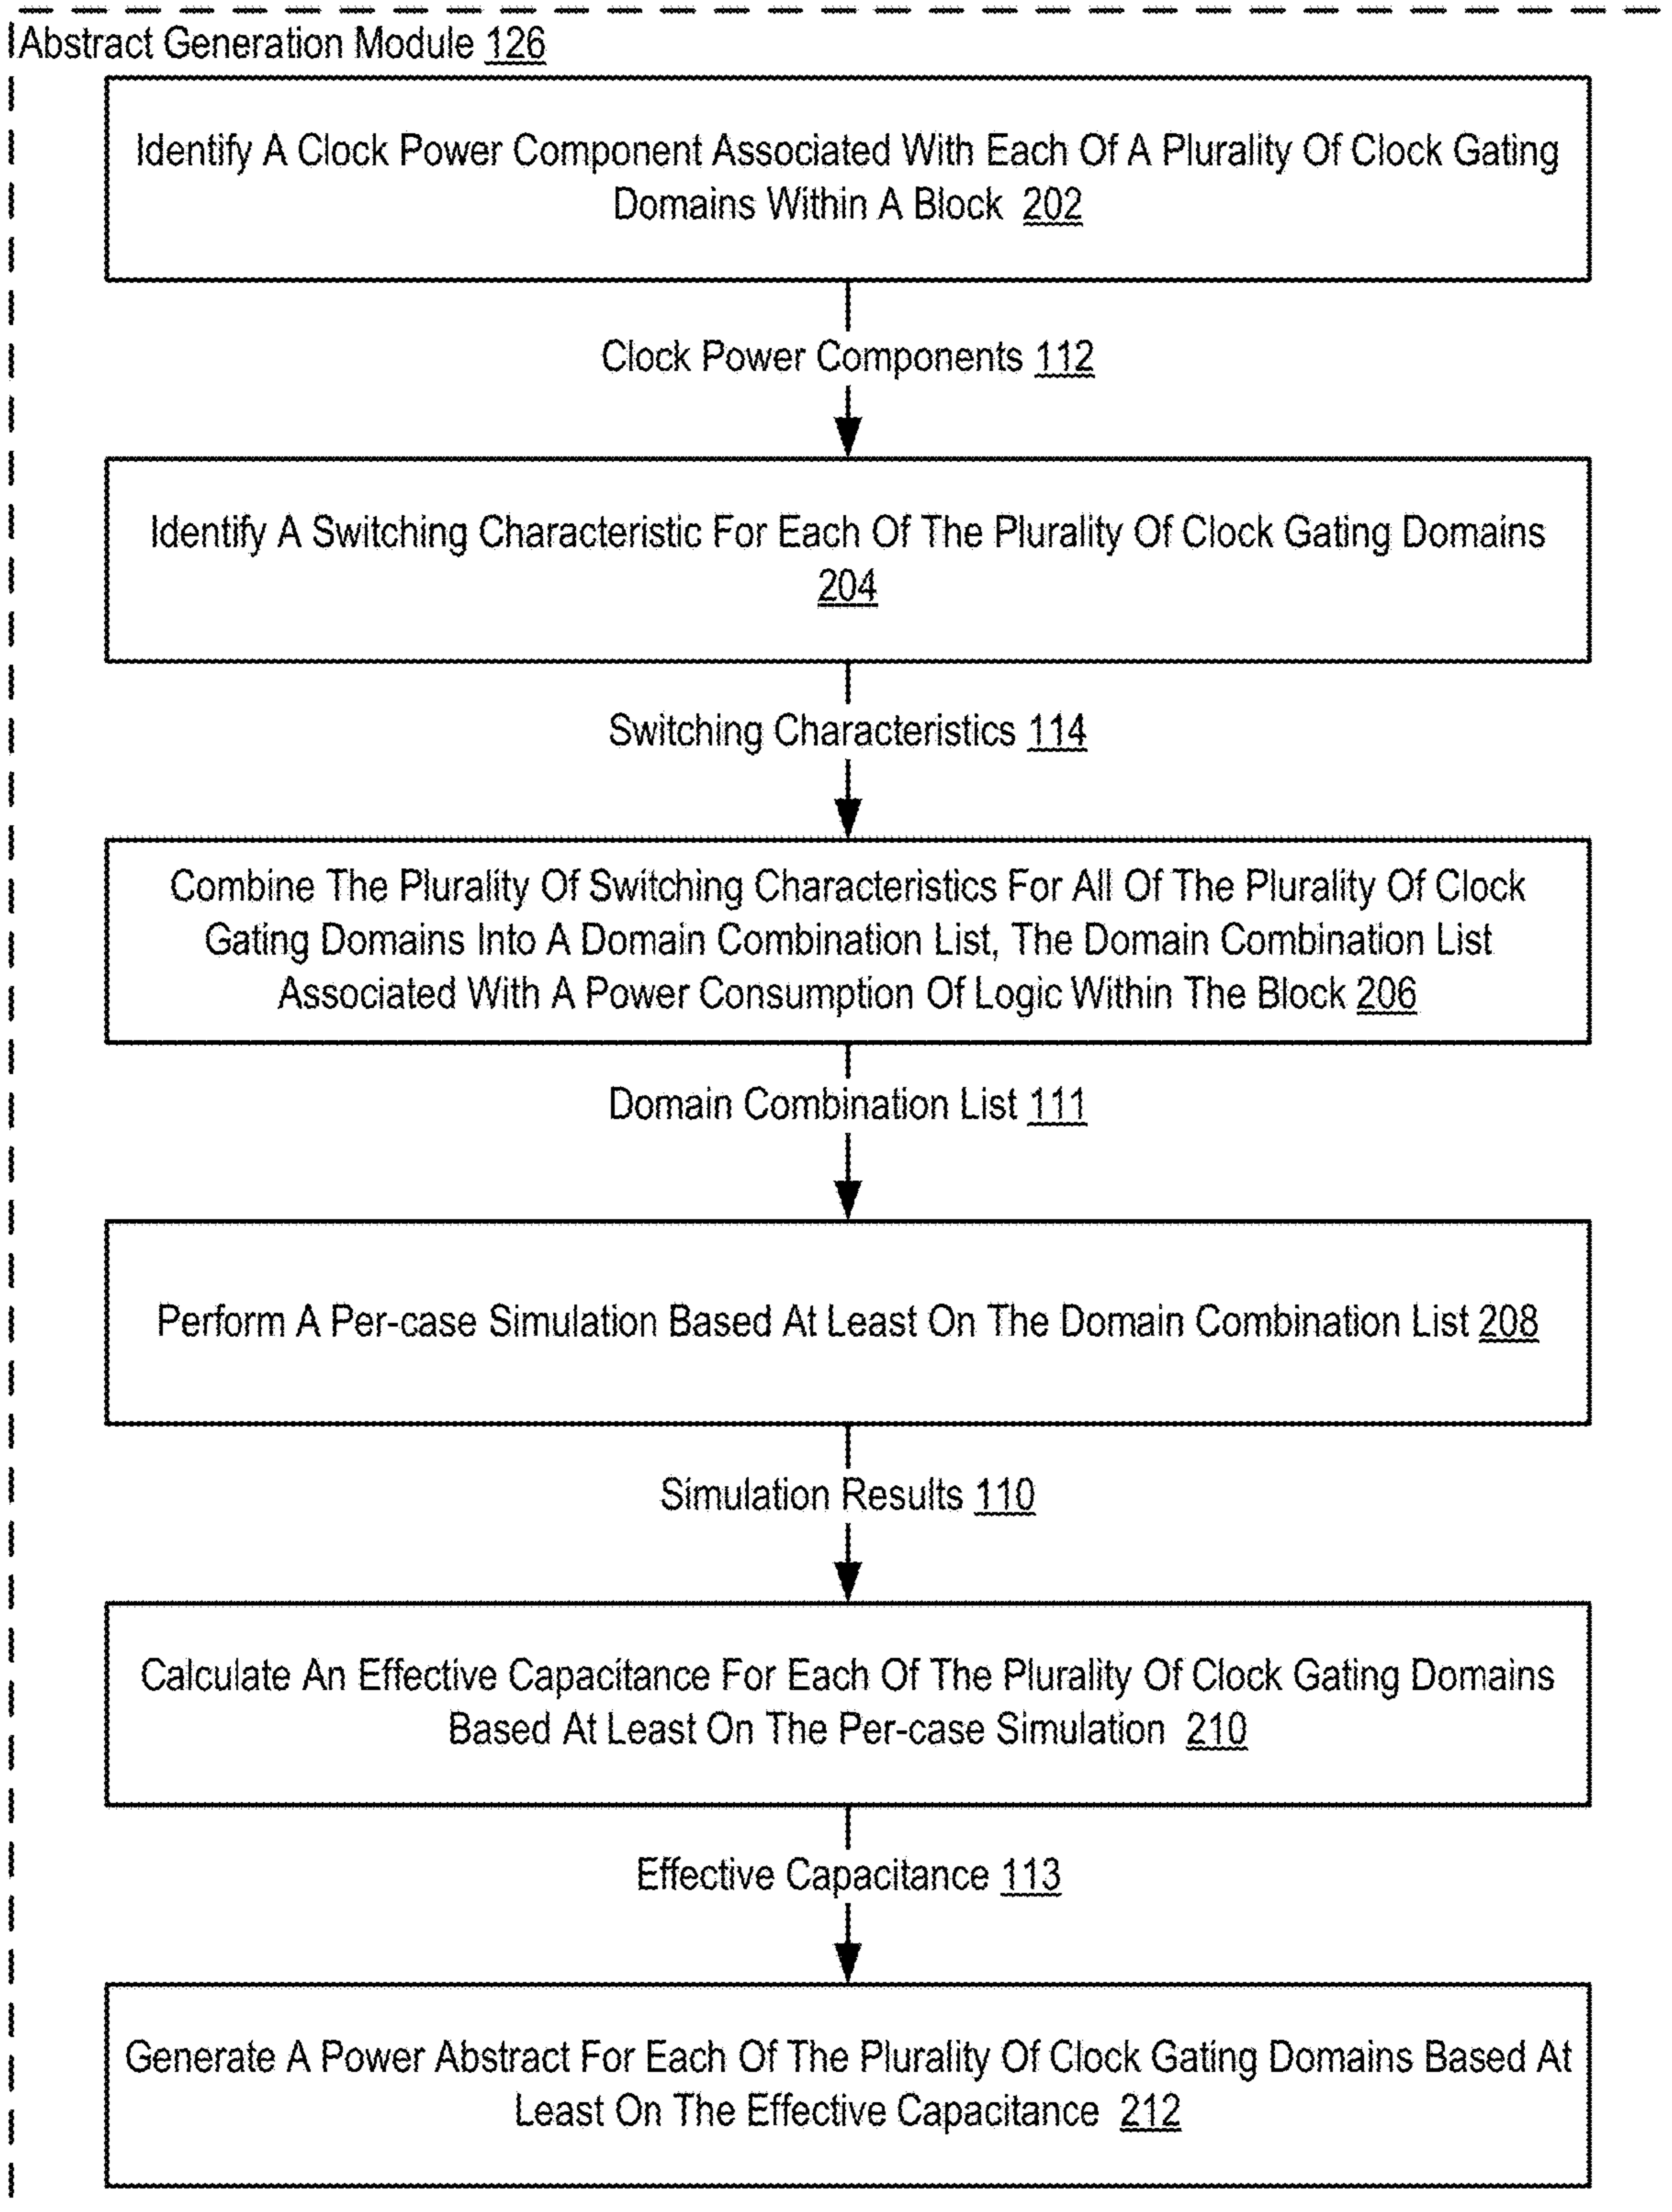 Abstract Generation Module 126
Identify A Clock Power Component Associated With Each Of A Plurality Of Clock Gating
Domains Within A Block 202
Clock Power Components 112
Identify A Switching Characteristic For Each Of The Plurality Of Clock Gating Domains
204
Switching Characteristics 114
Combine The Plurality Of Switching Characteristics For All Of The Plurality Of Clock
Gating Domains Into A Domain Combination List, The Domain Combination List
Associated With A Power Consumption Of Logic Within The Block 206
Domain Combination List 111
Perform A Per-case Simulation Based At Least On The Domain Combination List 208
Simulation Results 110
Calculate An Effective Capacitance For Each Of The Plurality Of Clock Gating Domains
Based At Least On The Per-case Simulation 210
Effective Capacitance 113
Generate A Power Abstract For Each Of The Plurality Of Clock Gating Domains Based At
Least On The Effective Capacitance 212